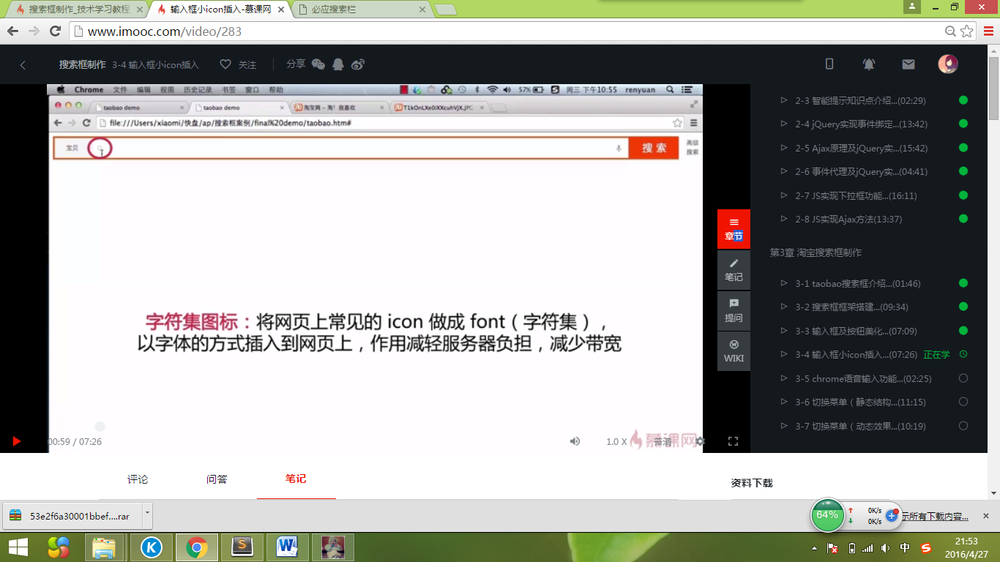 搜索框制作_技术学习教程
输入框小icon插入-慕课网
必应搜索栏
www.imooc.com/video/283
搜索框制作 3-4 输入框小icon插入 关注 分享
Chrome 文件 编辑 视图 历史记录 书签 窗口 帮助 57% 周三 下午10:55 renyuan
taobao demo
taobao demo
淘宝网 - 淘！我喜欢
T1kOnLXe0iXXcuhVjX.JPG
file:///Users/xiaomi/快盘/ap/搜索框案例/final%20demo/taobao.htm#
宝贝
搜 索
高级
搜索
字符集图标：将网页上常见的 icon 做成 font（字符集），
以字体的方式插入到网页上，作用减轻服务器负担，减少带宽
00:59 / 07:26
1.0 X
普清
慕课网
章节
笔记
提问
WIKI
2-3 智能提示知识点介绍...(02:29)
2-4 jQuery实现事件绑定...(13:42)
2-5 Ajax原理及jQuery实...(15:42)
2-6 事件代理及jQuery实...(04:41)
2-7 JS实现下拉框功能...(16:11)
2-8 JS实现Ajax方法(13:37)
第3章 淘宝搜索框制作
3-1 taobao搜索框介绍...(01:46)
3-2 搜索框框架搭建...(09:34)
3-3 输入框及按钮美化...(07:09)
3-4 输入框小icon插入...(07:26) 正在学
3-5 chrome语音输入功能...(02:25)
3-6 切换菜单（静态结构...(11:15)
3-7 切换菜单（动态效果...(10:19)
评论
问答
笔记
资料下载
53e2f6a30001bbef....rar
64%
0K/s
0K/s
示所有下载内容...
中
21:53
2016/4/27